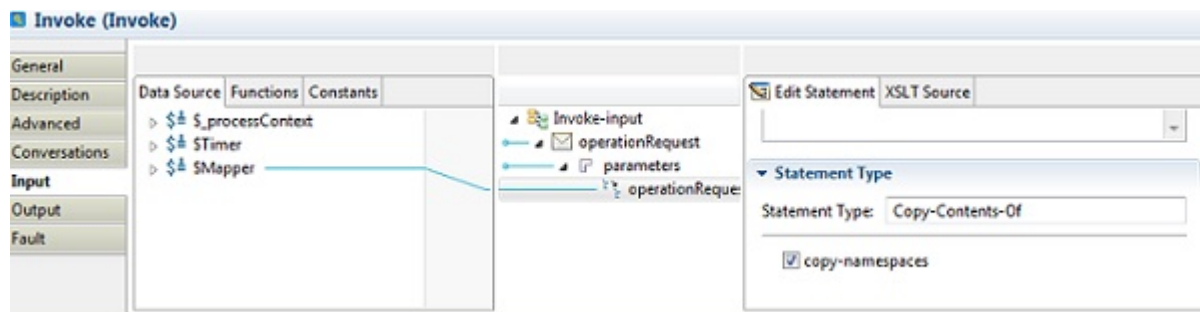 Invoke (Invoke)
General
Description
Advanced
Conversations
Input
Output
Fault
Data Source Functions Constants
$_processContext
$Timer
$Mapper
Invoke-input
operationRequest
parameters
operationReque
Edit Statement XSLT Source
Statement Type
Statement Type: Copy-Contents-Of
copy-namespaces